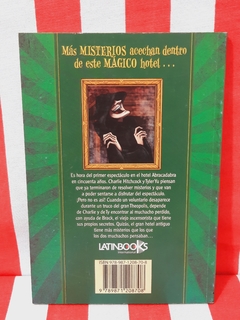 Más MISTERIOS acechan dentro
de este MÁGICO hotel . . .
Es hora del primer espectáculo en el hotel Abracadabra
en cincuenta años. Charlie Hitchcock y Tyler Yu piensan
que ya terminaron de resolver misterios y que van
a poder sentarse a disfrutar del espectáculo.
¡Pero no es así! Cuando un voluntario desaparece
durante un truco del gran Theopolis, depende
de Charlie y de Ty encontrar al muchacho perdido,
con ayuda de Brack, el viejo ascensorista que tiene
sus propios secretos. Quizás, el gran hotel antiguo
tiene más misterios que los que
los dos muchachos pensaban...
LATINBOOKS